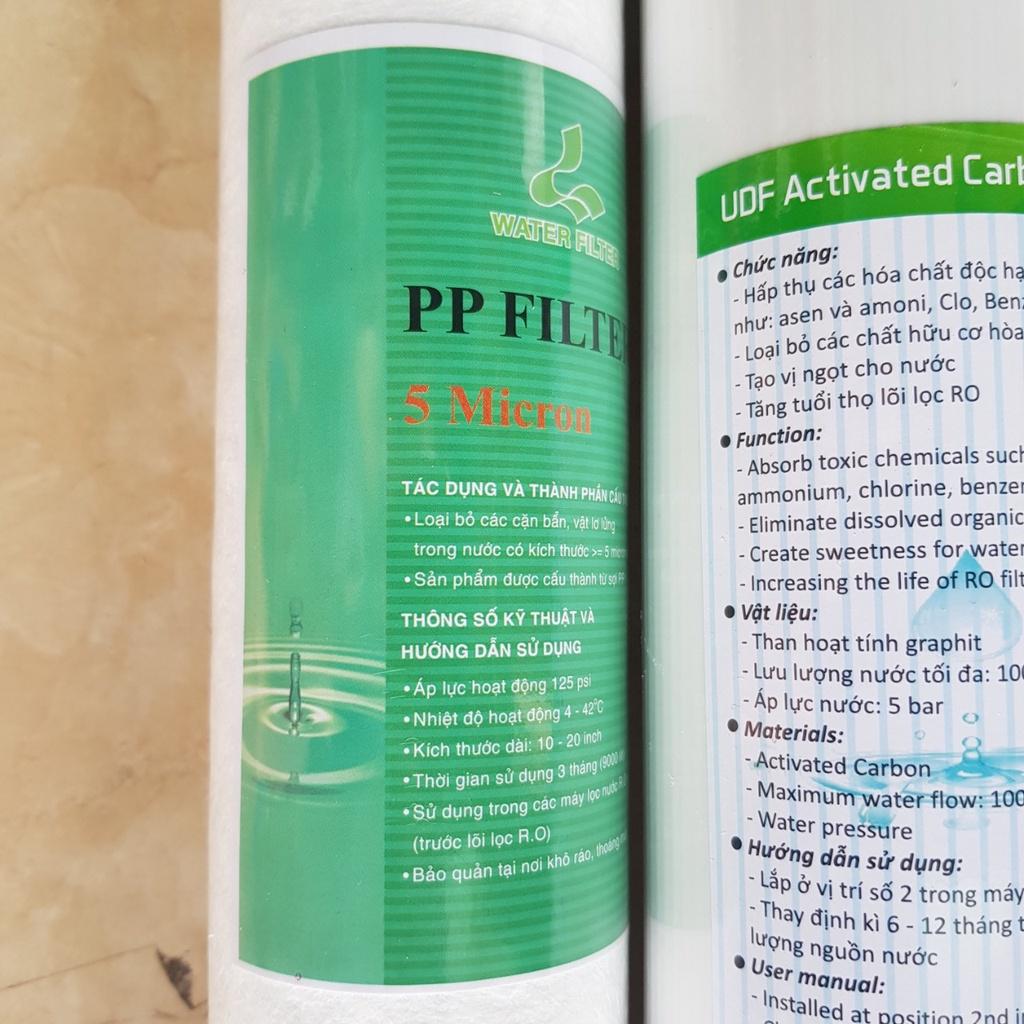 WATER FILTER
PP FILTE
5 Micron
TÁC DỤNG VÀ THÀNH PHẦN CẤU
• Loại bỏ các cặn bẩn, vật lơ lửng
trong nước có kích thước >= 5 micron
• Sản phẩm được cấu thành từ sợi PP
THÔNG SỐ KỸ THUẬT VÀ
HƯỚNG DẪN SỬ DỤNG
• Áp lực hoạt động 125 psi
• Nhiệt độ hoạt động 4 - 42°C
• Kích thước dài: 10 - 20 inch
• Thời gian sử dụng 3 tháng (9000
• Sử dụng trong các máy lọc nước R.O
(trước lõi lọc R.O)
• Bảo quản tại nơi khô ráo, thoáng
UDF Activated Carb
• Chức năng:
- Hấp thụ các hóa chất độc hạ
như: asen và amoni, Clo, Benz
- Loại bỏ các chất hữu cơ hòa
- Tạo vị ngọt cho nước
- Tăng tuổi thọ lõi lọc RO
• Function:
- Absorb toxic chemicals such
ammonium, chlorine, benzen
- Eliminate dissolved organic
- Create sweetness for water
- Increasing the life of RO filt
• Vật liệu:
- Than hoạt tính graphit
- Lưu lượng nước tối đa: 100
- Áp lực nước: 5 bar
• Materials:
- Activated Carbon
- Maximum water flow: 100
- Water pressure
• Hướng dẫn sử dụng:
- Lắp ở vị trí số 2 trong máy
- Thay định kì 6 - 12 tháng t
lượng nguồn nước
• User manual:
- Installed at position 2nd in